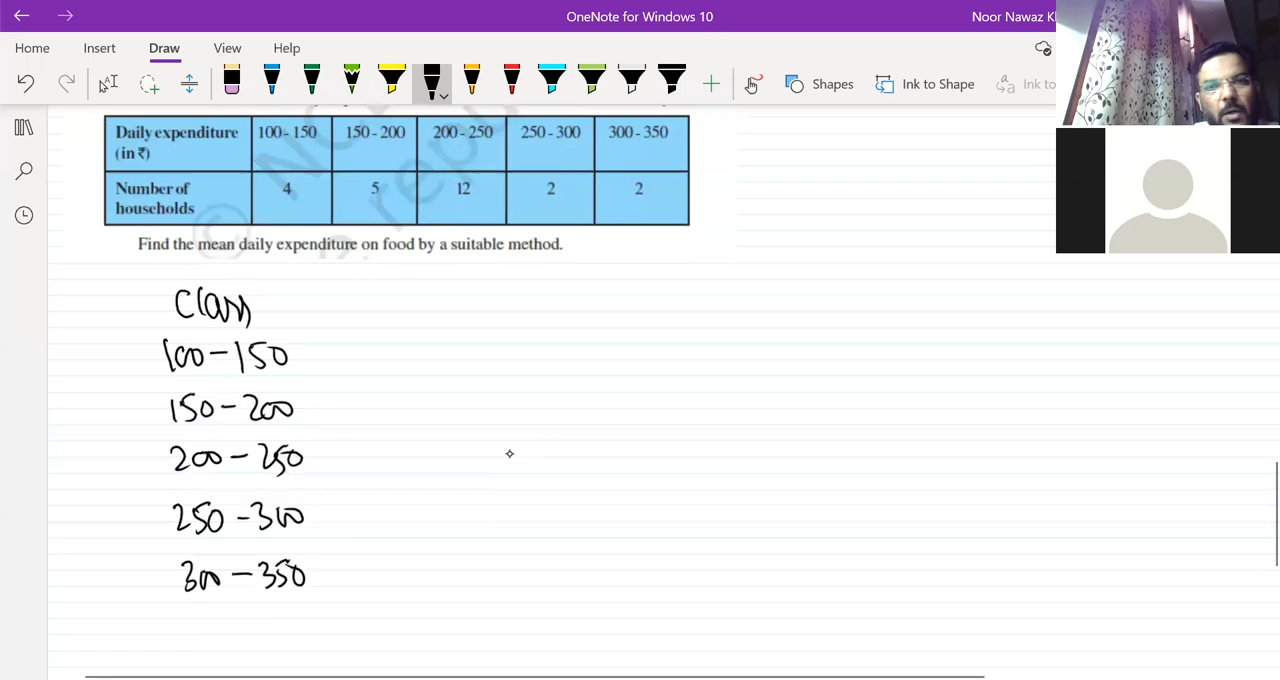 OneNote for Windows 10
Noor Nawaz K
Home Insert Draw View Help
Shapes Ink to Shape Ink to
Daily expenditure (in ₹) 100 - 150 150 - 200 200 - 250 250 - 300 300 - 350
Number of households 4 5 12 2 2
Find the mean daily expenditure on food by a suitable method.
Class
100 - 150
150 - 200
200 - 250
250 - 300
300 - 350